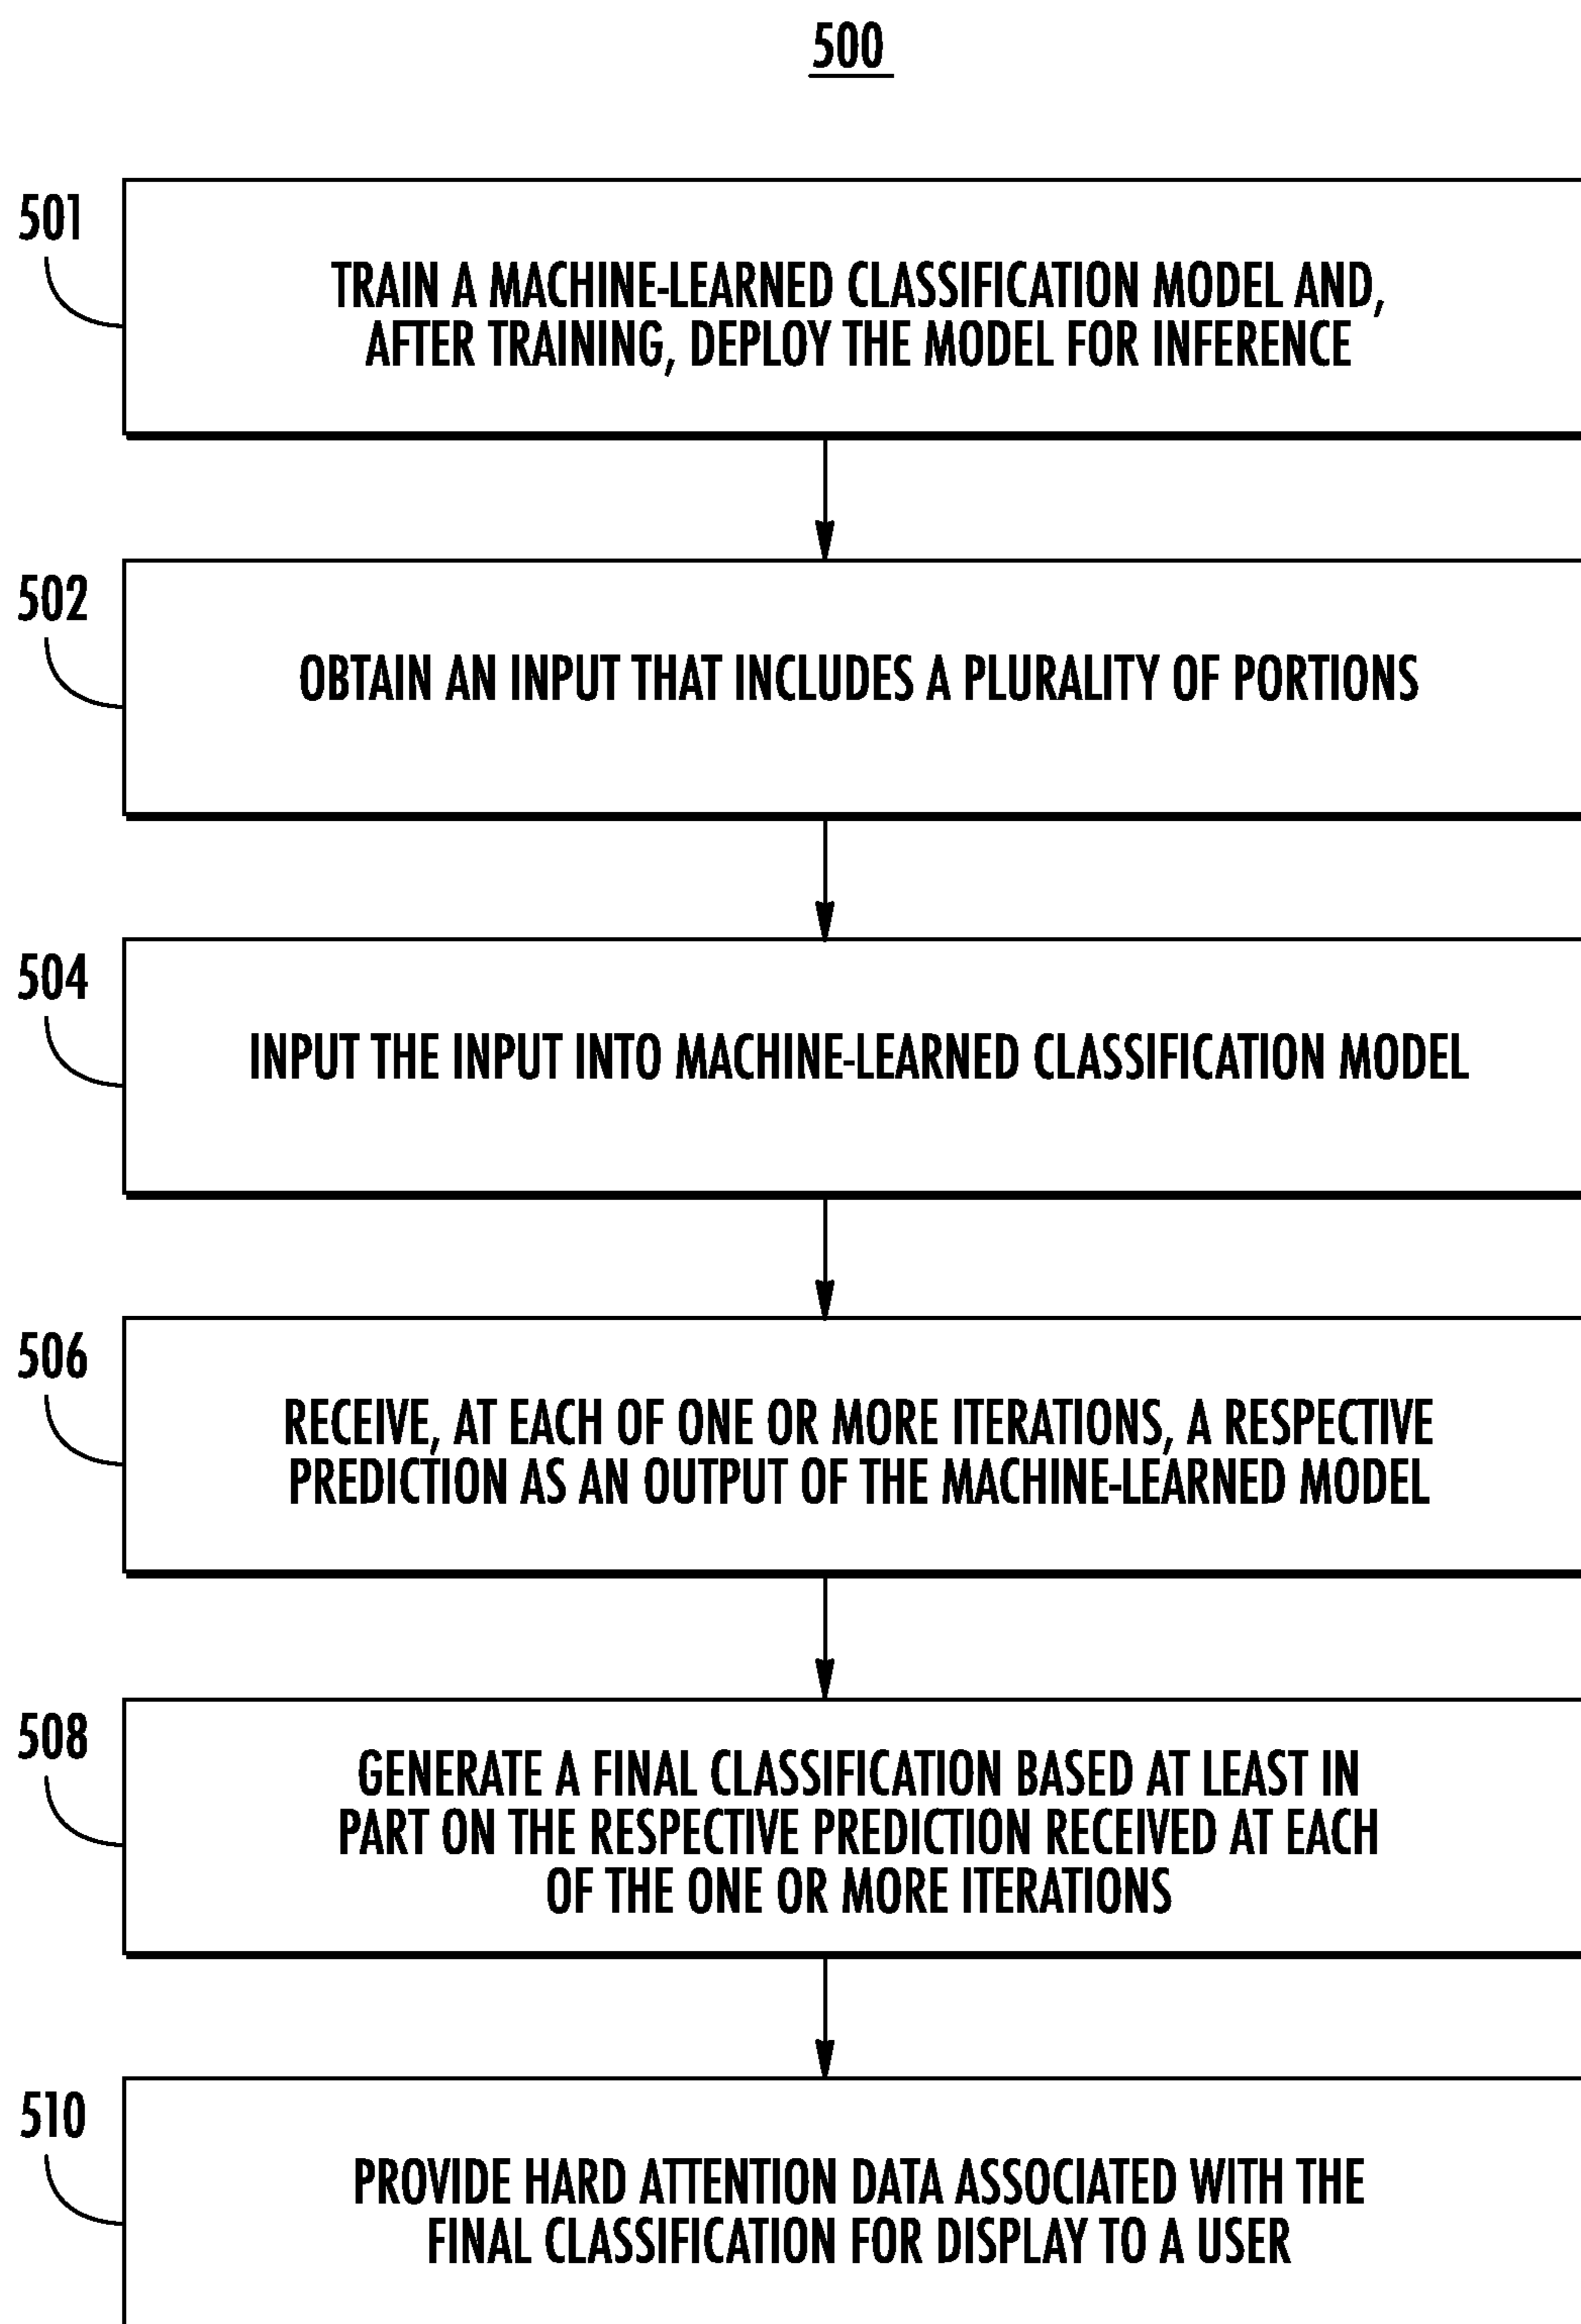 500
501
TRAIN A MACHINE-LEARNED CLASSIFICATION MODEL AND,
AFTER TRAINING, DEPLOY THE MODEL FOR INFERENCE
502
OBTAIN AN INPUT THAT INCLUDES A PLURALITY OF PORTIONS
504
INPUT THE INPUT INTO MACHINE-LEARNED CLASSIFICATION MODEL
506
RECEIVE, AT EACH OF ONE OR MORE ITERATIONS, A RESPECTIVE
PREDICTION AS AN OUTPUT OF THE MACHINE-LEARNED MODEL
508
GENERATE A FINAL CLASSIFICATION BASED AT LEAST IN
PART ON THE RESPECTIVE PREDICTION RECEIVED AT EACH
OF THE ONE OR MORE ITERATIONS
510
PROVIDE HARD ATTENTION DATA ASSOCIATED WITH THE
FINAL CLASSIFICATION FOR DISPLAY TO A USER